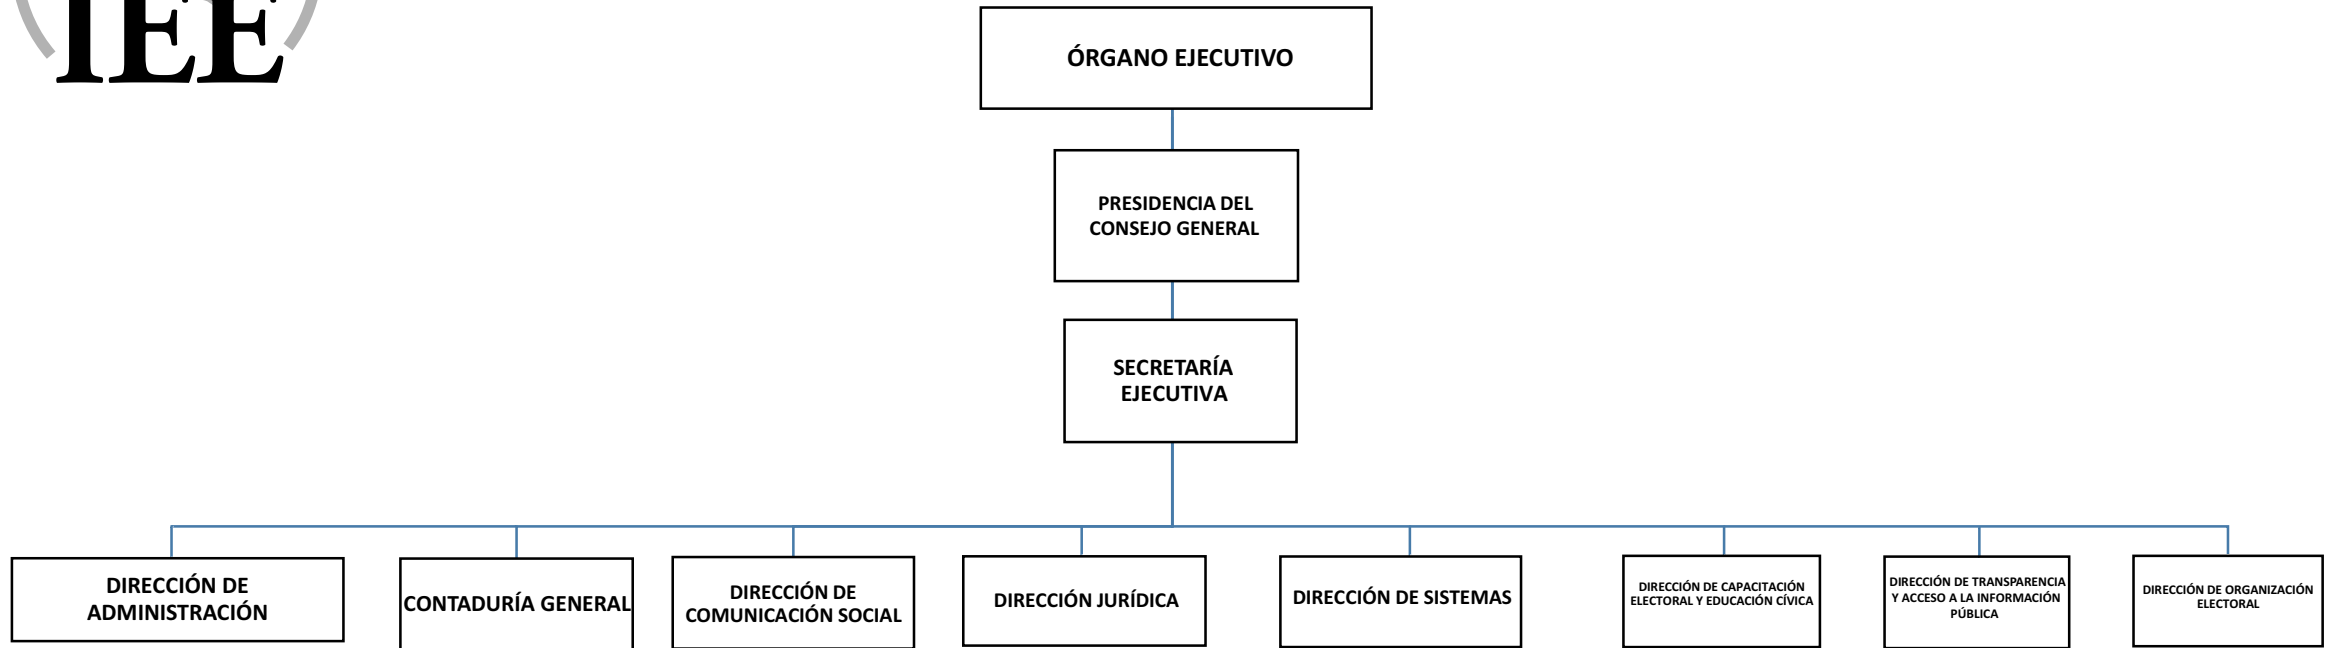 IEE
ÓRGANO EJECUTIVO
PRESIDENCIA DEL
CONSEJO GENERAL
SECRETARÍA
EJECUTIVA
DIRECCIÓN DE
ADMINISTRACIÓN
CONTADURÍA GENERAL
DIRECCIÓN DE
COMUNICACIÓN SOCIAL
DIRECCIÓN JURÍDICA
DIRECCIÓN DE SISTEMAS
DIRECCIÓN DE CAPACITACIÓN
ELECTORAL Y EDUCACIÓN CÍVICA
DIRECCIÓN DE TRANSPARENCIA
Y ACCESO A LA INFORMACIÓN
PÚBLICA
DIRECCIÓN DE ORGANIZACIÓN
ELECTORAL